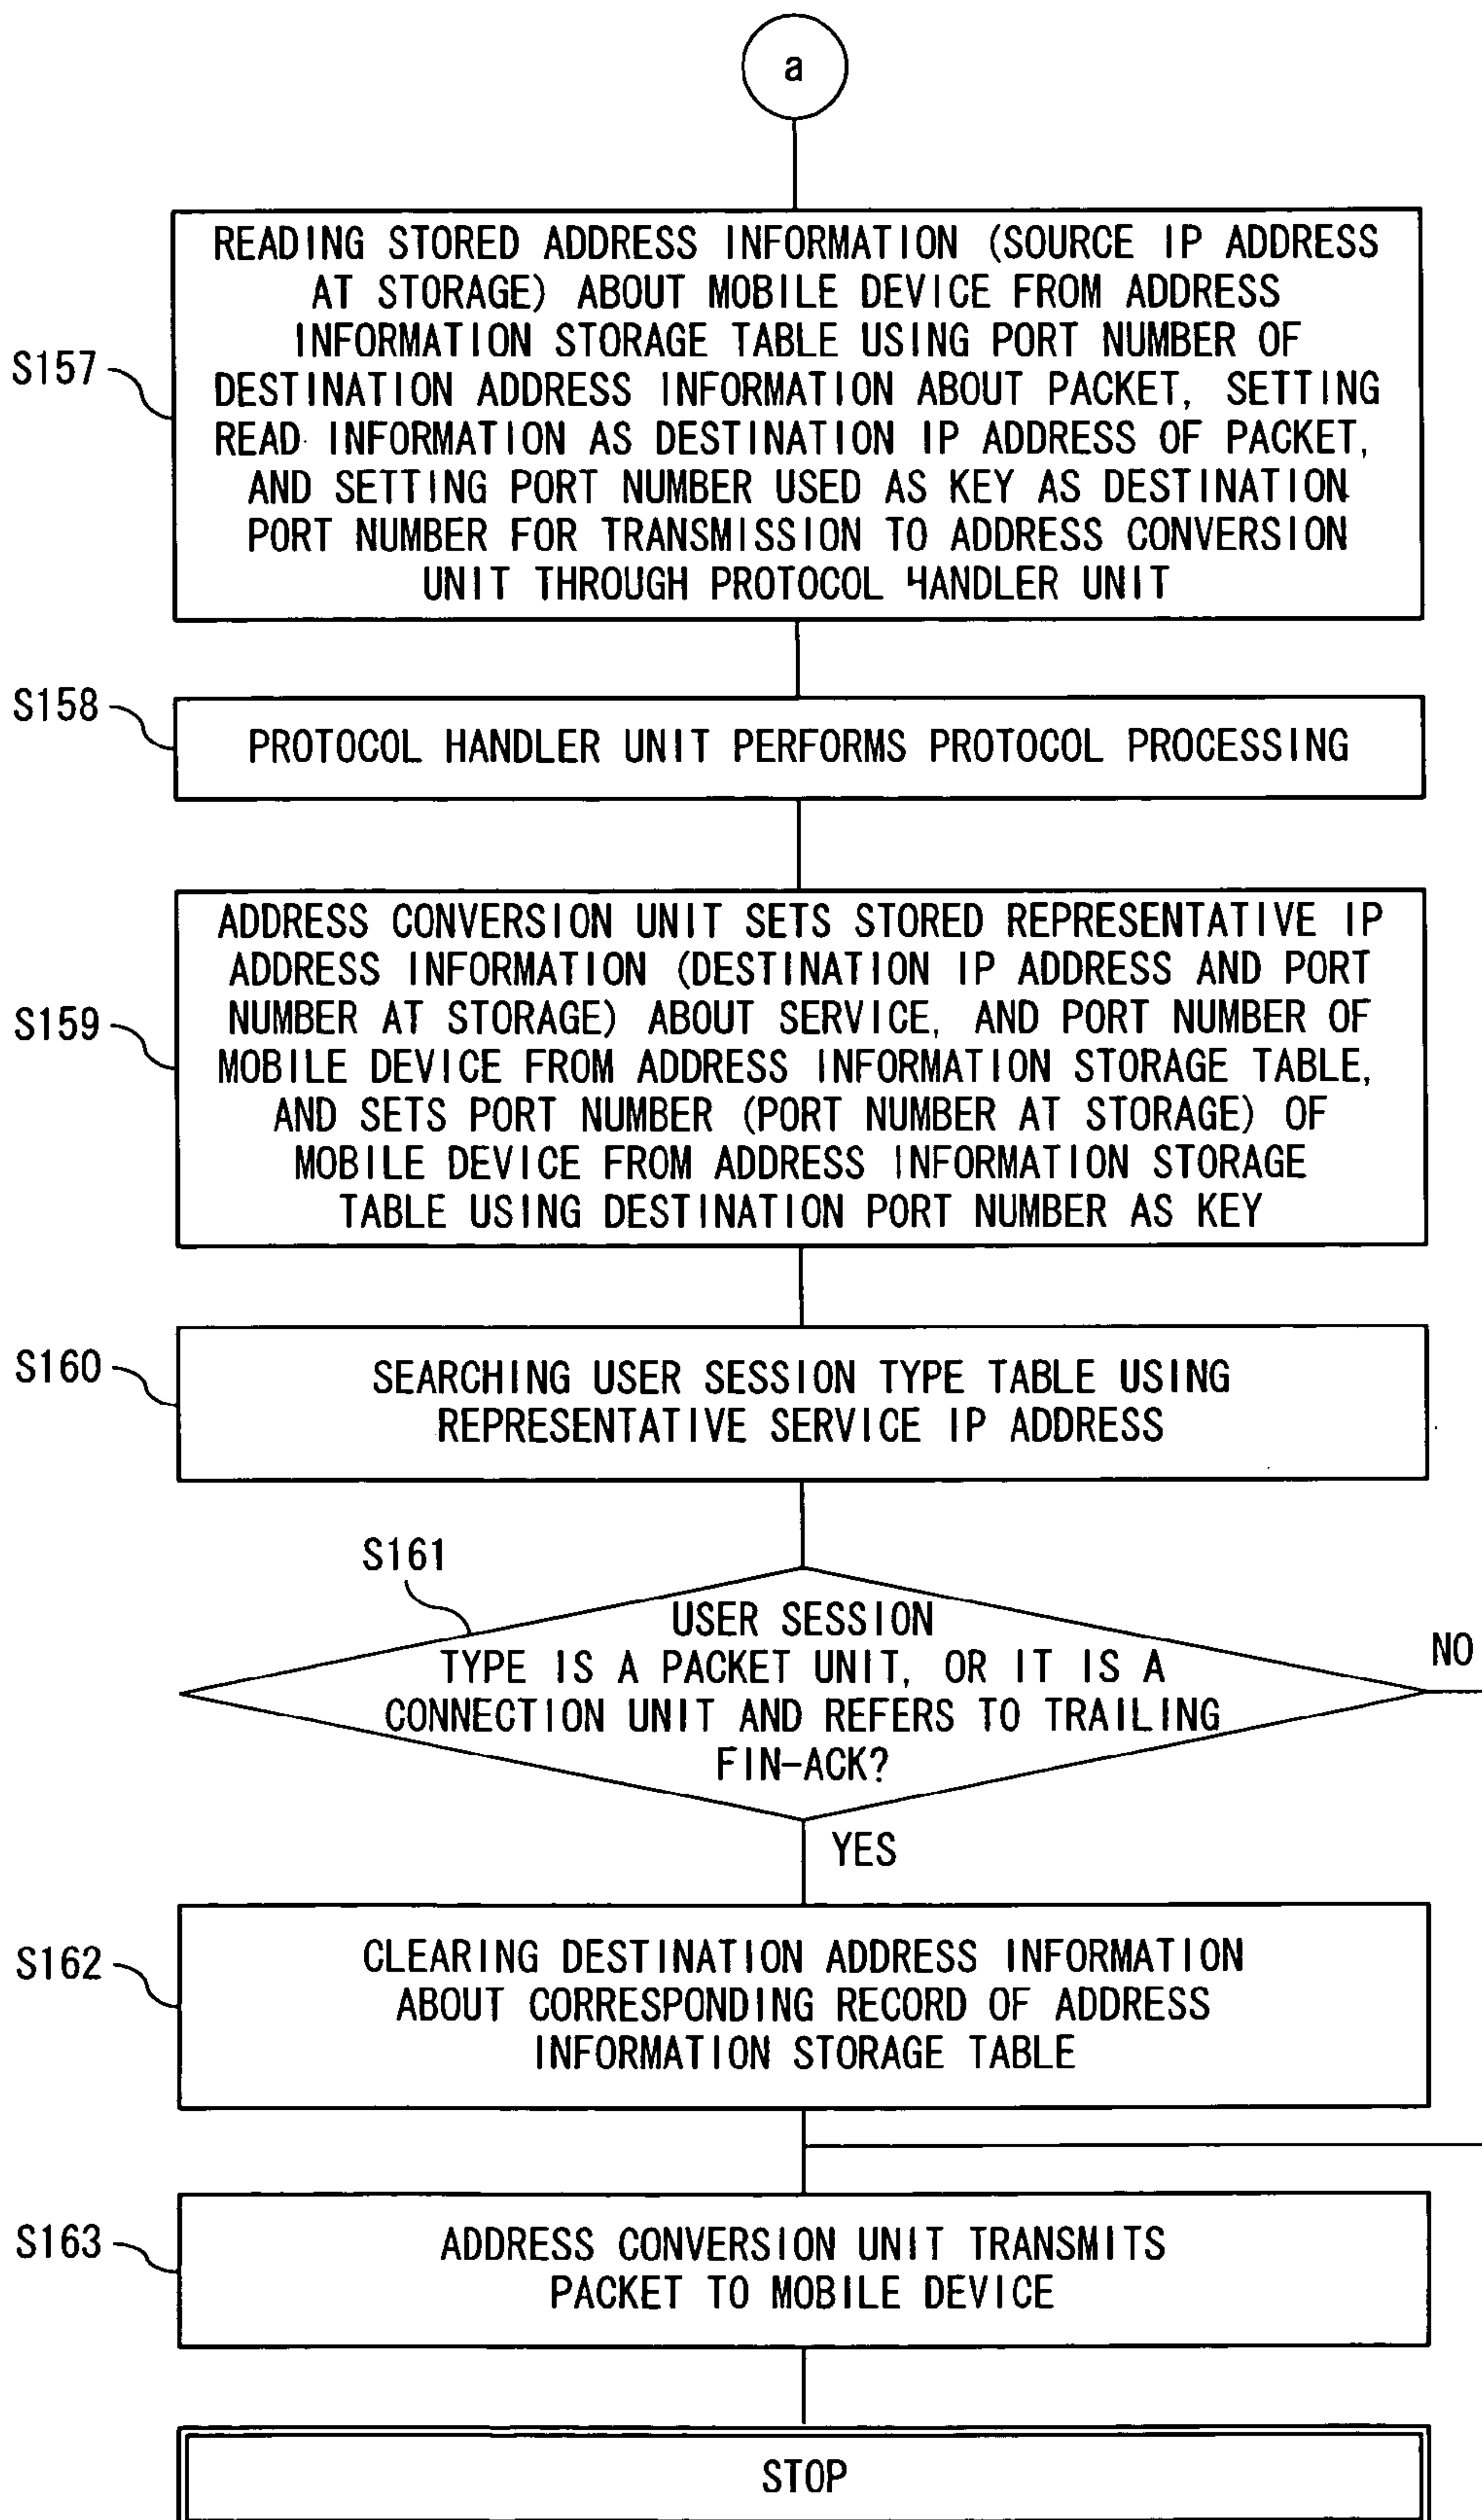 a
READING STORED ADDRESS INFORMATION (SOURCE IP ADDRESS
AT STORAGE) ABOUT MOBILE DEVICE FROM ADDRESS
INFORMATION STORAGE TABLE USING PORT NUMBER OF
S157
DESTINATION ADDRESS INFORMATION ABOUT PACKET, SETTING
READ INFORMATION AS DESTINATION IP ADDRESS OF PACKET,
AND SETTING PORT NUMBER USED AS KEY AS DESTINATION
PORT NUMBER FOR TRANSMISSION TO ADDRESS CONVERSION
UNIT THROUGH PROTOCOL HANDLER UNIT
S158
PROTOCOL HANDLER UNIT PERFORMS PROTOCOL PROCESSING
ADDRESS CONVERSION UNIT SETS STORED REPRESENTATIVE IP
ADDRESS INFORMATION (DESTINATION IP ADDRESS AND PORT
NUMBER AT STORAGE) ABOUT SERVICE, AND PORT NUMBER OF
S159
MOBILE DEVICE FROM ADDRESS INFORMATION STORAGE TABLE,
AND SETS PORT NUMBER (PORT NUMBER AT STORAGE) OF
MOBILE DEVICE FROM ADDRESS INFORMATION STORAGE
TABLE USING DESTINATION PORT NUMBER AS KEY
S160
SEARCHING USER SESSION TYPE TABLE USING
REPRESENTATIVE SERVICE IP ADDRESS
S161
USER SESSION
TYPE IS A PACKET UNIT, OR IT IS A
CONNECTION UNIT AND REFERS TO TRAILING
FIN-ACK?
NO
YES
S162
CLEARING DESTINATION ADDRESS INFORMATION
ABOUT CORRESPONDING RECORD OF ADDRESS
INFORMATION STORAGE TABLE
S163
ADDRESS CONVERSION UNIT TRANSMITS
PACKET TO MOBILE DEVICE
STOP